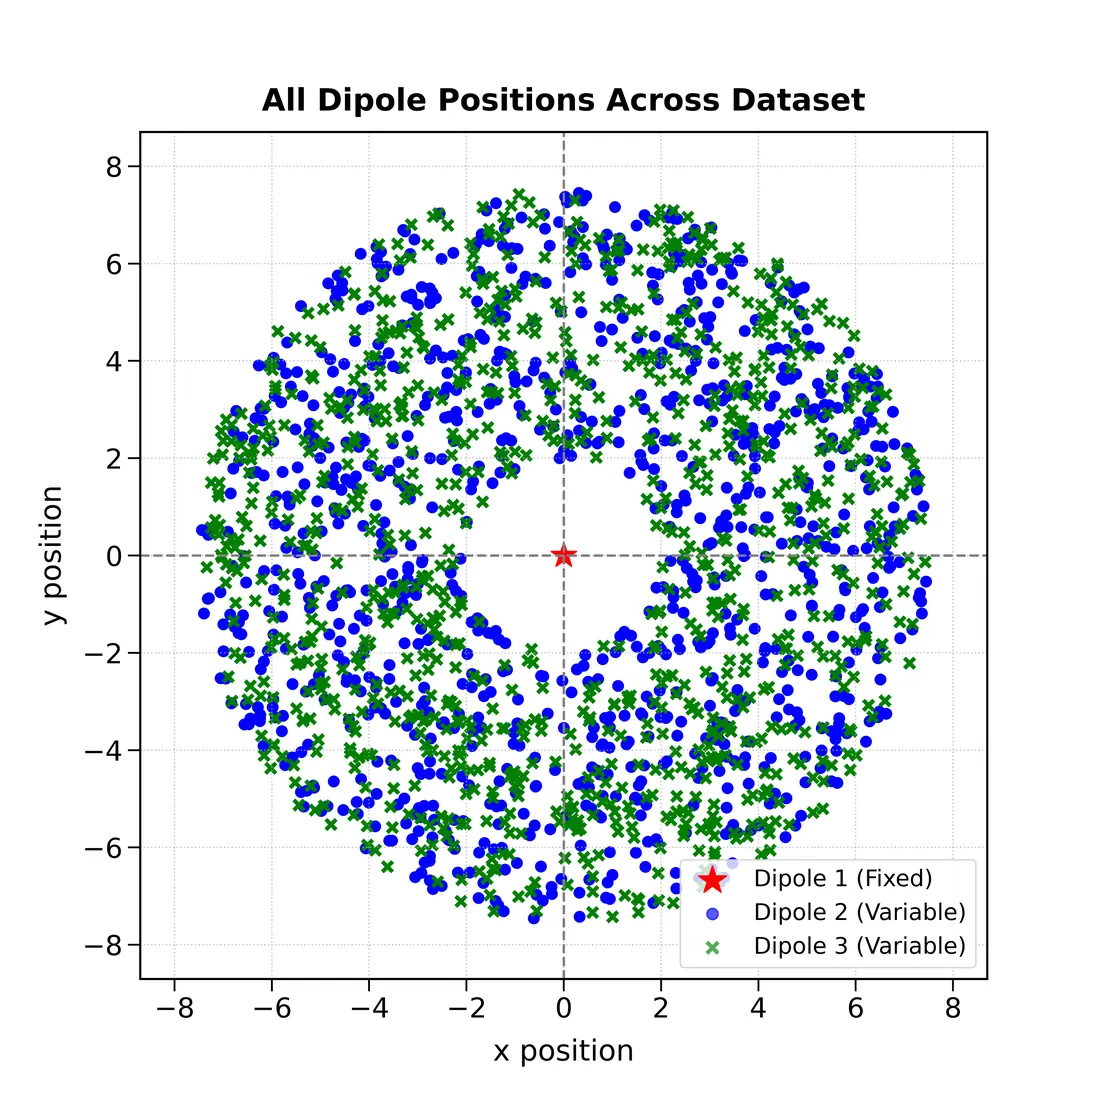 All Dipole Positions Across Dataset
8
6
4
2
0
−2
−4
−6
−8
y position
−8 −6 −4 −2 0 2 4 6 8
x position
Dipole 1 (Fixed)
Dipole 2 (Variable)
Dipole 3 (Variable)